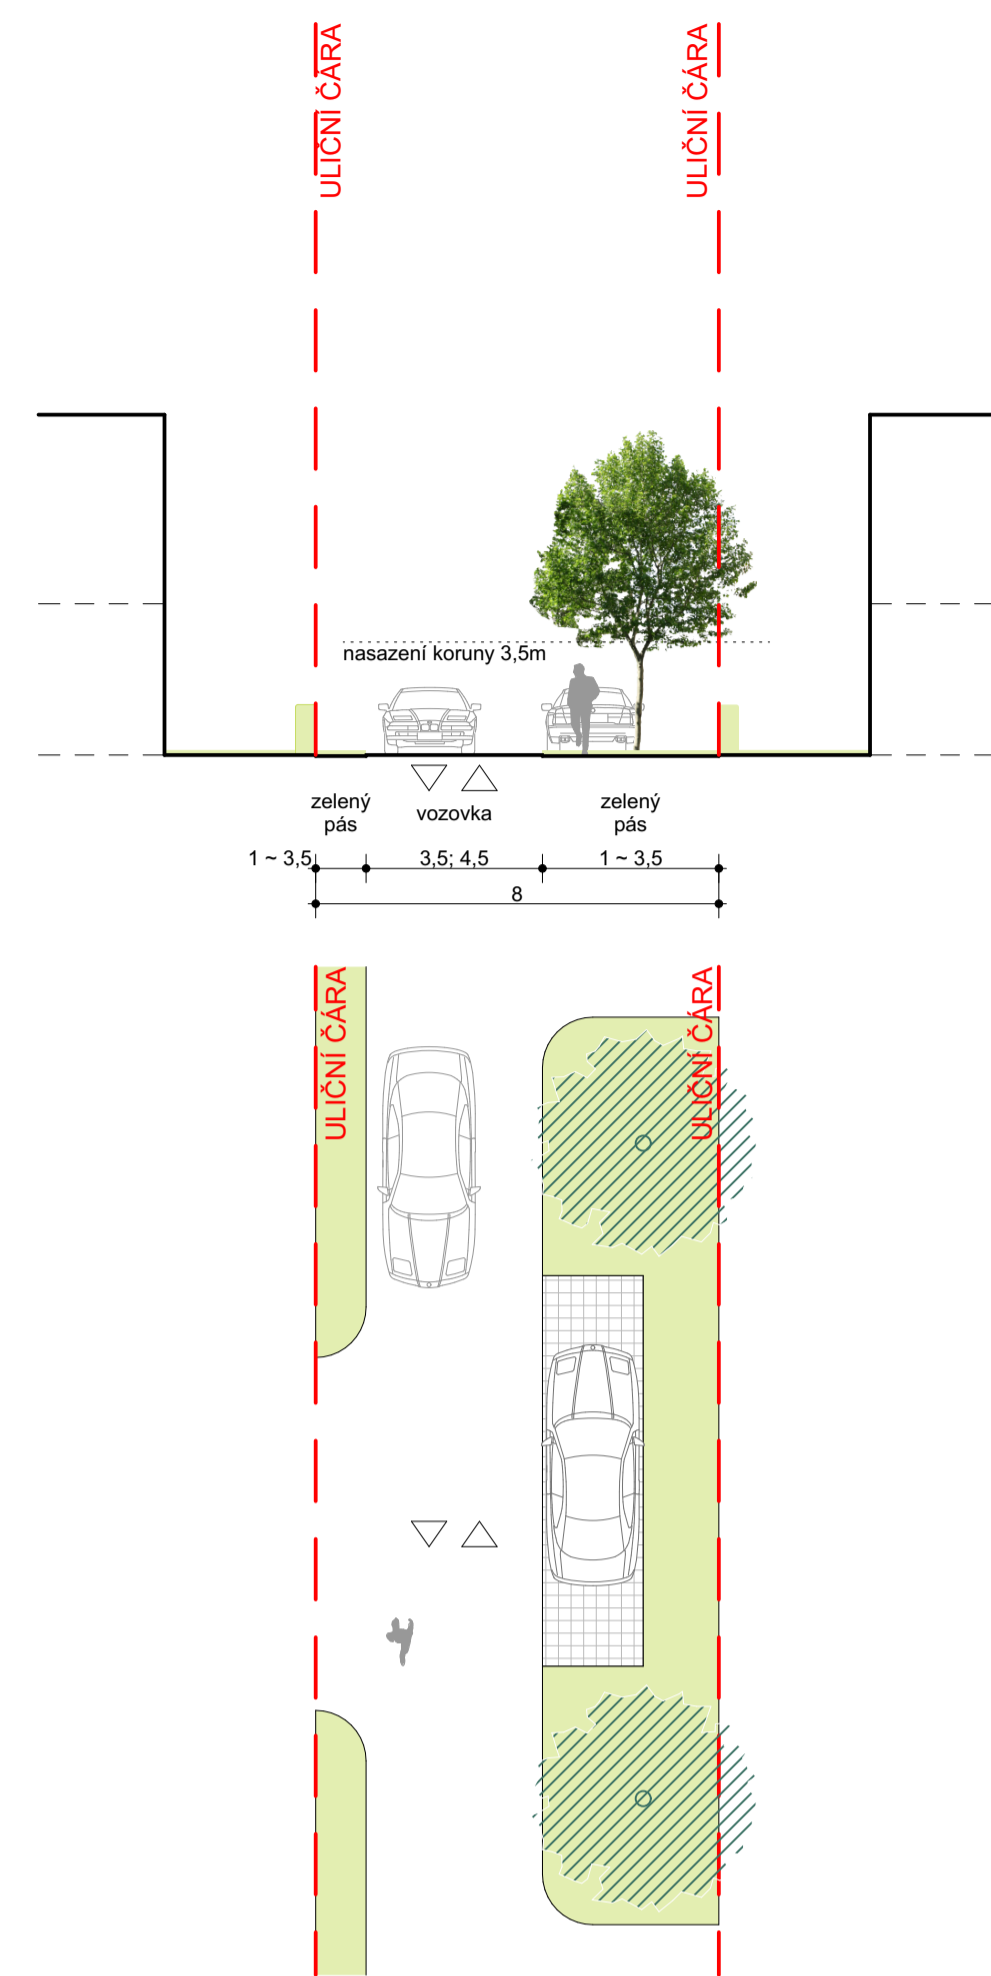 ULIČNÍ ČÁRA
ULIČNÍ ČÁRA
nasazení koruny 3,5m
zelený
pás
vozovka
zelený
pás
1 ~ 3,5
3,5; 4,5
1 ~ 3,5
8
ULIČNÍ ČÁRA
ULIČNÍ ČÁRA